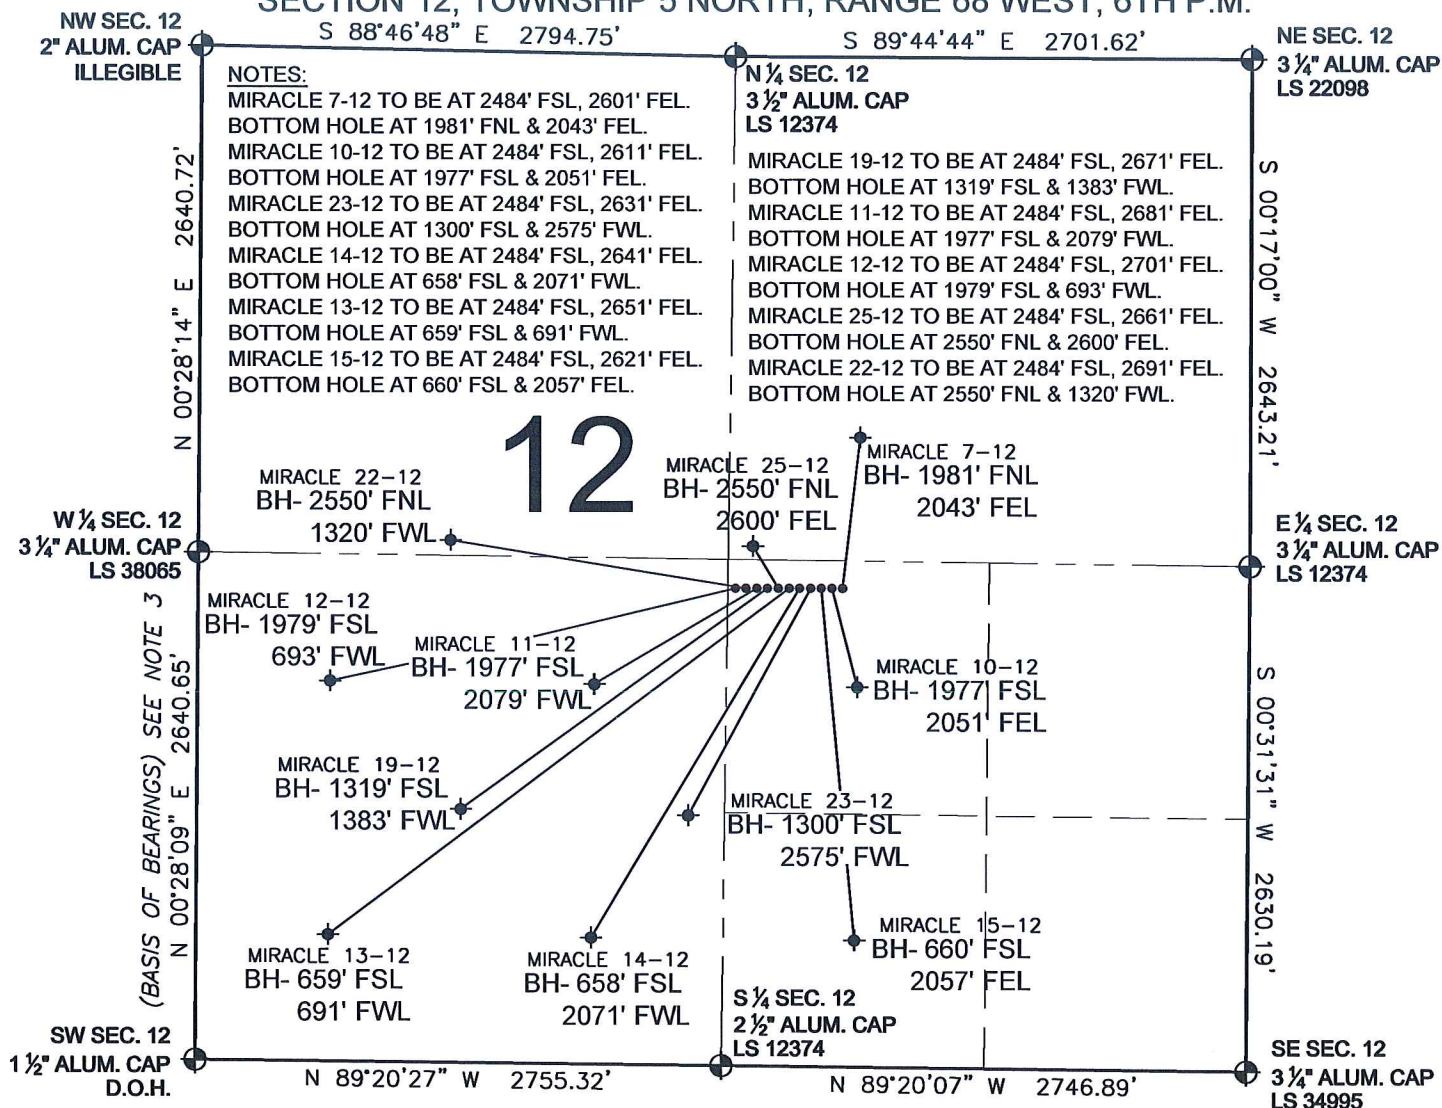 SECTION 12, TOWNSHIP 5 NORTH, RANGE 68 WEST, 6TH P.M.
NW SEC. 12
2" ALUM. CAP
ILLEGIBLE
S 88°46'48" E 2794.75'
S 89°44'44" E 2701.62'
NE SEC. 12
3 ¼" ALUM. CAP
LS 22098
N ¼ SEC. 12
3 ½" ALUM. CAP
LS 12374
NOTES:
MIRACLE 7-12 TO BE AT 2484' FSL, 2601' FEL.
BOTTOM HOLE AT 1981' FNL & 2043' FEL.
MIRACLE 10-12 TO BE AT 2484' FSL, 2611' FEL.
BOTTOM HOLE AT 1977' FSL & 2051' FEL.
MIRACLE 23-12 TO BE AT 2484' FSL, 2631' FEL.
BOTTOM HOLE AT 1300' FSL & 2575' FWL.
MIRACLE 14-12 TO BE AT 2484' FSL, 2641' FEL.
BOTTOM HOLE AT 658' FSL & 2071' FWL.
MIRACLE 13-12 TO BE AT 2484' FSL, 2651' FEL.
BOTTOM HOLE AT 659' FSL & 691' FWL.
MIRACLE 15-12 TO BE AT 2484' FSL, 2621' FEL.
BOTTOM HOLE AT 660' FSL & 2057' FEL.
MIRACLE 19-12 TO BE AT 2484' FSL, 2671' FEL.
BOTTOM HOLE AT 1319' FSL & 1383' FWL.
MIRACLE 11-12 TO BE AT 2484' FSL, 2681' FEL.
BOTTOM HOLE AT 1977' FSL & 2079' FWL.
MIRACLE 12-12 TO BE AT 2484' FSL, 2701' FEL.
BOTTOM HOLE AT 1979' FSL & 693' FWL.
MIRACLE 25-12 TO BE AT 2484' FSL, 2661' FEL.
BOTTOM HOLE AT 2550' FNL & 2600' FEL.
MIRACLE 22-12 TO BE AT 2484' FSL, 2691' FEL.
BOTTOM HOLE AT 2550' FNL & 1320' FWL.
N 00°28'14" E 2640.72'
S 00°17'00" W 2643.21'
12
MIRACLE 22-12
BH- 2550' FNL
1320' FWL
MIRACLE 25-12
BH- 2550' FNL
2600' FEL
MIRACLE 7-12
BH- 1981' FNL
2043' FEL
W ¼ SEC. 12
3 ¼" ALUM. CAP
LS 38065
E ¼ SEC. 12
3 ¼" ALUM. CAP
LS 12374
MIRACLE 12-12
BH- 1979' FSL
693' FWL
MIRACLE 11-12
BH- 1977' FSL
2079' FWL
MIRACLE 10-12
BH- 1977' FSL
2051' FEL
(BASIS OF BEARINGS) SEE NOTE 3
N 00°28'09" E 2640.65'
S 00°31'31" W 2630.19'
MIRACLE 19-12
BH- 1319' FSL
1383' FWL
MIRACLE 23-12
BH- 1300' FSL
2575' FWL
MIRACLE 13-12
BH- 659' FSL
691' FWL
MIRACLE 14-12
BH- 658' FSL
2071' FWL
MIRACLE 15-12
BH- 660' FSL
2057' FEL
S ¼ SEC. 12
2 ½" ALUM. CAP
LS 12374
SW SEC. 12
1 ½" ALUM. CAP
D.O.H.
N 89°20'27" W 2755.32'
N 89°20'07" W 2746.89'
SE SEC. 12
3 ¼" ALUM. CAP
LS 34995